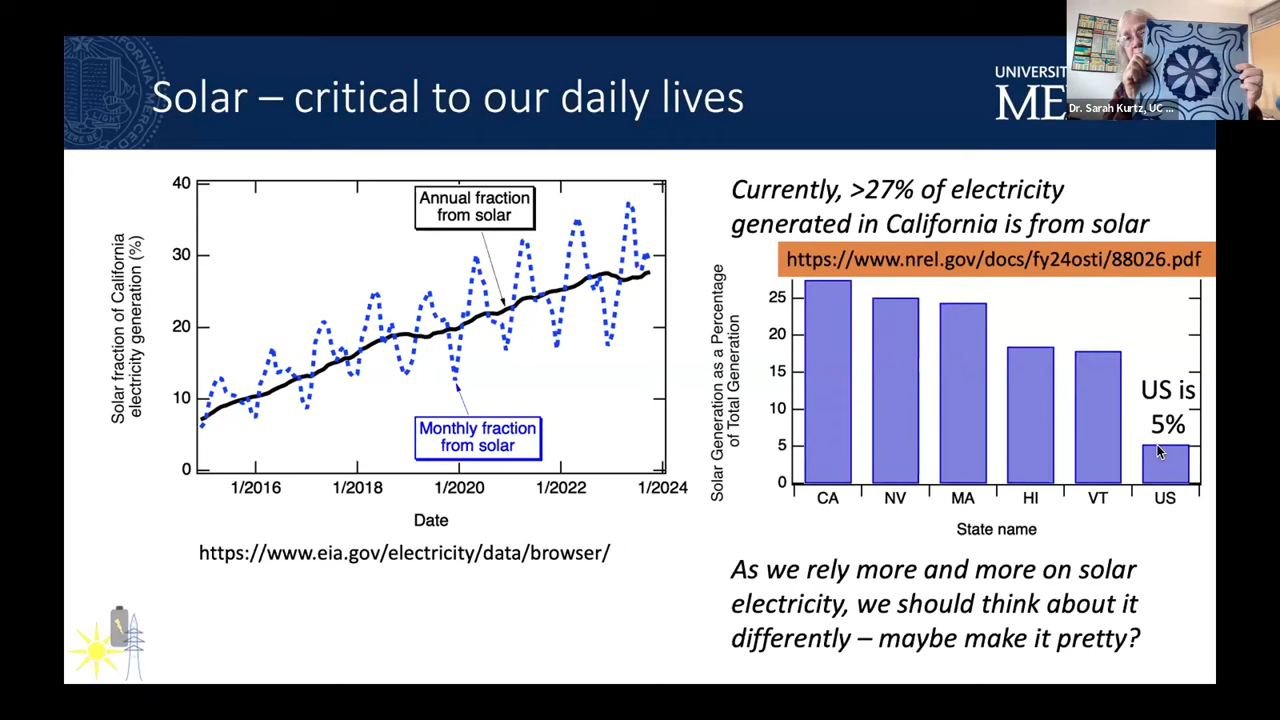 Solar – critical to our daily lives
UNIVERSIT
ME
Dr. Sarah Kurtz, UC ...
Solar fraction of California
electricity generation (%)
40
30
20
10
0
Annual fraction
from solar
Monthly fraction
from solar
1/2016
1/2018
1/2020
1/2022
1/2024
Date
https://www.eia.gov/electricity/data/browser/
Currently, >27% of electricity
generated in California is from solar
https://www.nrel.gov/docs/fy24osti/88026.pdf
Solar Generation as a Percentage
of Total Generation
25
20
15
10
5
0
US is
5%
CA
NV
MA
HI
VT
US
State name
As we rely more and more on solar
electricity, we should think about it
differently – maybe make it pretty?